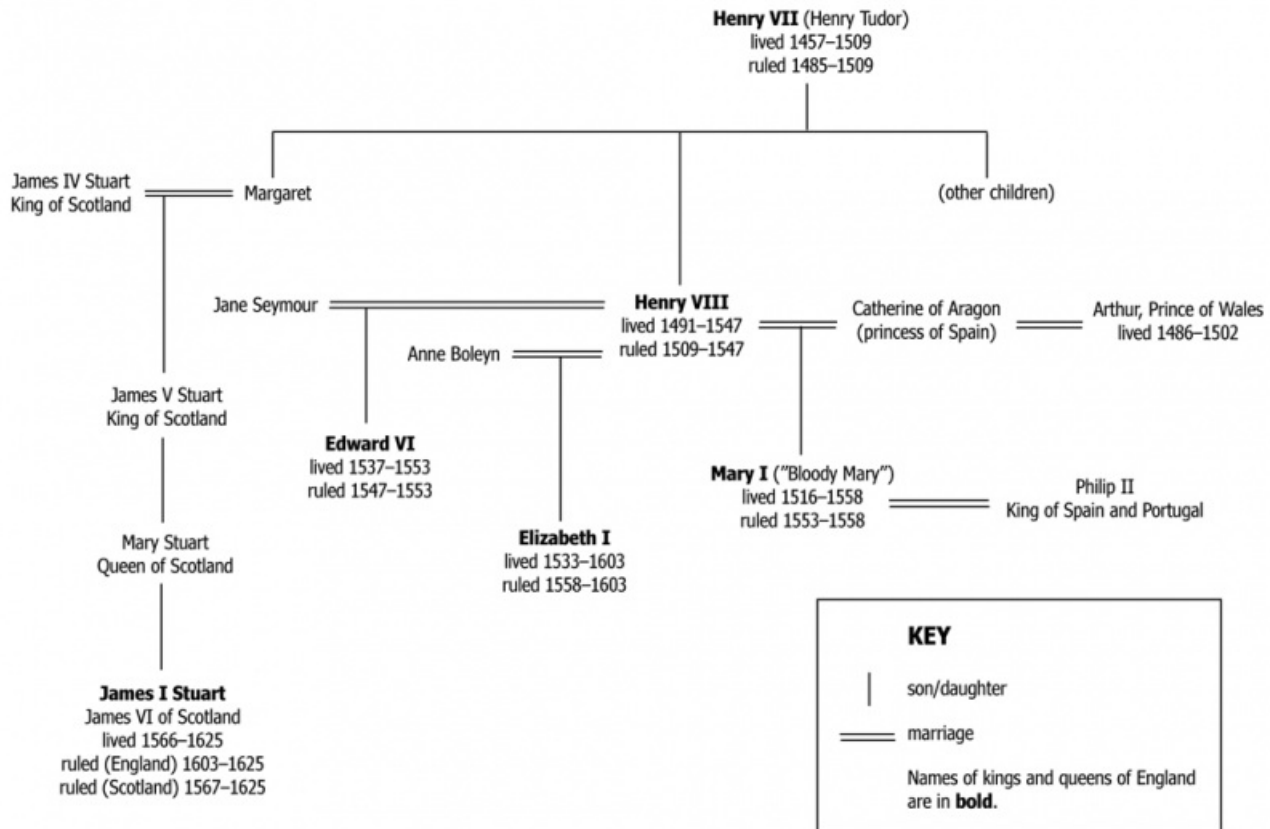 Henry VII (Henry Tudor)
lived 1457–1509
ruled 1485–1509
James IV Stuart
King of Scotland
Margaret
(other children)
Jane Seymour
Henry VIII
lived 1491–1547
ruled 1509–1547
Catherine of Aragon
(princess of Spain)
Arthur, Prince of Wales
lived 1486–1502
Anne Boleyn
James V Stuart
King of Scotland
Edward VI
lived 1537–1553
ruled 1547–1553
Mary I ("Bloody Mary")
lived 1516–1558
ruled 1553–1558
Philip II
King of Spain and Portugal
Elizabeth I
lived 1533–1603
ruled 1558–1603
Mary Stuart
Queen of Scotland
James I Stuart
James VI of Scotland
lived 1566–1625
ruled (England) 1603–1625
ruled (Scotland) 1567–1625
KEY
son/daughter
marriage
Names of kings and queens of England
are in bold.